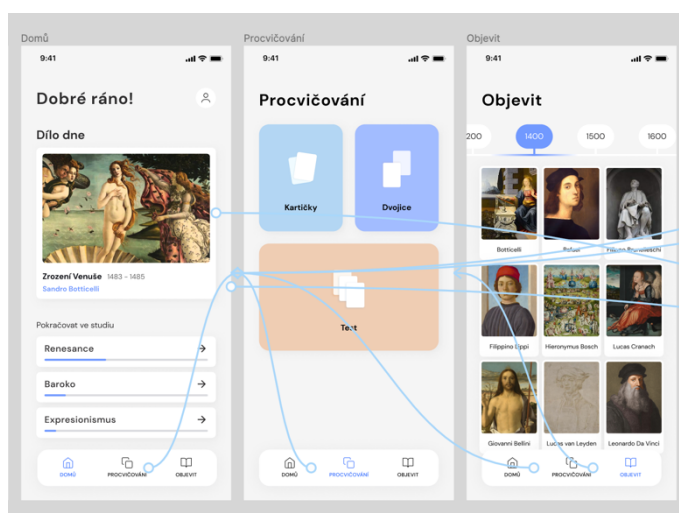 Domů
9:41
Dobré ráno!
Dílo dne
Zrození Venuše 1483 - 1485
Sandro Botticelli
Pokračovat ve studiu
Renesance
Baroko
Expresionismus
DOMŮ
PROCVIČOVÁNÍ
OBJEVIT
Procvičování
9:41
Procvičování
Kartičky
Dvojice
Test
DOMŮ
PROCVIČOVÁNÍ
OBJEVIT
Objevit
9:41
Objevit
200 1400 1500 1600
Botticelli
Rafael
Filippo Brunelleschi
Filippino Lippi
Hieronymus Bosch
Lucas Cranach
Giovanni Bellini
Lucas van Leyden
Leonardo Da Vinci
DOMŮ
PROCVIČOVÁNÍ
OBJEVIT